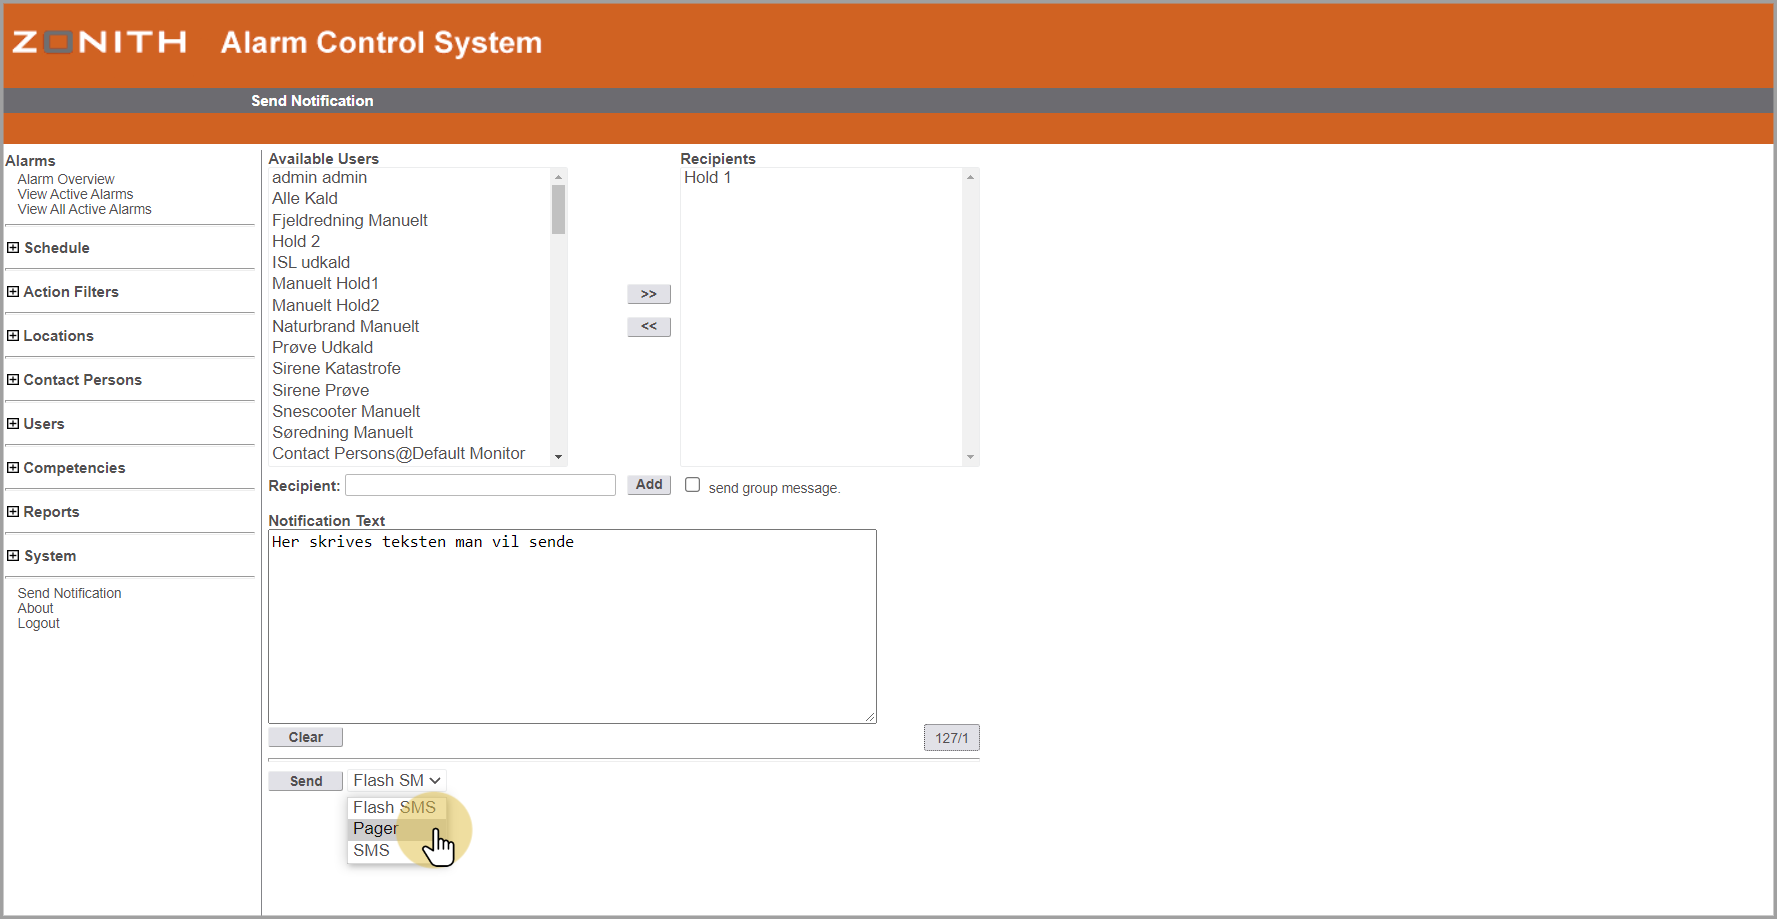 ZONITH Alarm Control System
Send Notification
Alarms
Alarm Overview
View Active Alarms
View All Active Alarms
Schedule
Action Filters
Locations
Contact Persons
Users
Competencies
Reports
System
Send Notification
About
Logout
Available Users
admin admin
Alle Kald
Fjeldredning Manuelt
Hold 2
ISL udkald
Manuelt Hold1
Manuelt Hold2
Naturbrand Manuelt
Prøve Udkald
Sirene Katastrofe
Sirene Prøve
Snescooter Manuelt
Søredning Manuelt
Contact Persons@Default Monitor
>>
<<
Recipients
Hold 1
Recipient:
Add
send group message.
Notification Text
Her skrives teksten man vil sende
Clear
127/1
Send
Flash SM
Flash SMS
Pager
SMS